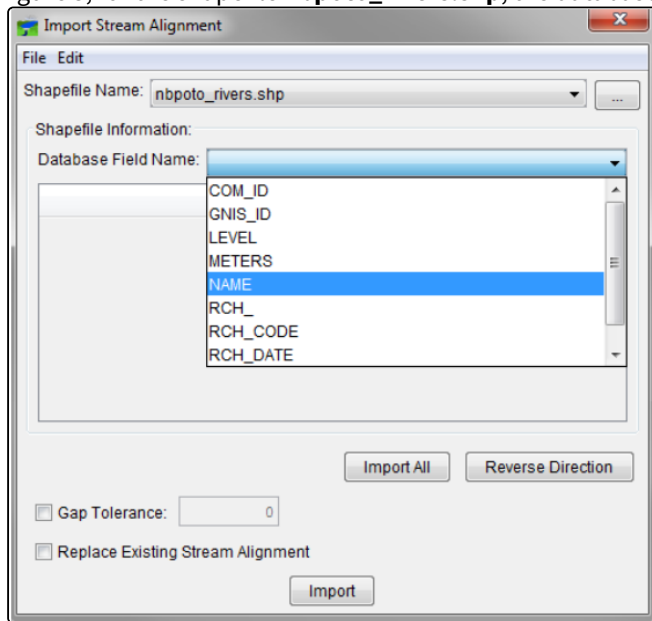 Import Stream Alignment
File Edit
Shapefile Name: nbpoto_rivers.shp
...
Shapefile Information:
Database Field Name:
COM_ID
GNIS_ID
LEVEL
METERS
NAME
RCH_
RCH_CODE
RCH_DATE
Import All Reverse Direction
Gap Tolerance: 0
Replace Existing Stream Alignment
Import